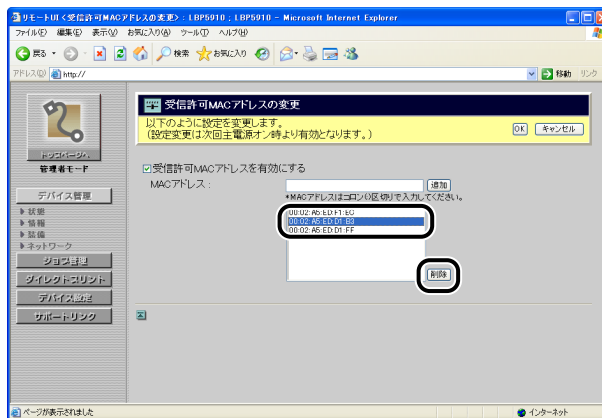 リモートUI <受信許可MACアドレスの変更> : LBP5910 ; LBP5910 - Microsoft Internet Explorer
ファイル(F) 編集(E) 表示(V) お気に入り(A) ツール(T) ヘルプ(H)
戻る 検索 お気に入り
アドレス(D) http:// 移動 リンク
トップページへ
管理者モード
デバイス管理
状態
情報
装備
ネットワーク
ジョブ管理
ダイレクトプリント
デバイス設定
サポートリンク
受信許可MACアドレスの変更
以下のように設定を変更します。
(設定変更は次回主電源オン時より有効となります。)
OK キャンセル
受信許可MACアドレスを有効にする
MACアドレス : 追加
*MACアドレスはコロン(:)区切りで入力してください。
00:02:A5:ED:F1:EC
00:02:A5:ED:D1:B3
00:02:A5:ED:D1:FF
削除
ページが表示されました インターネット